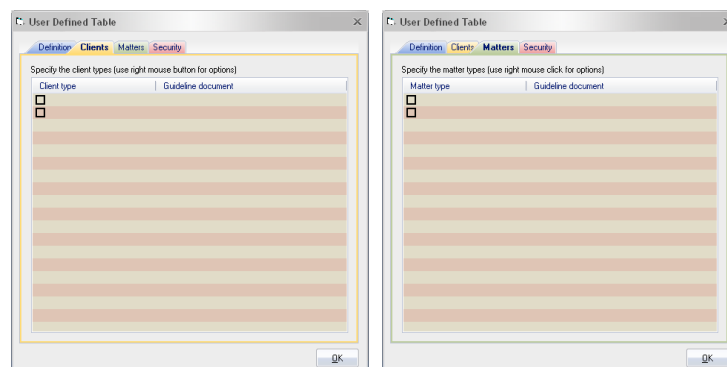 User Defined Table
Definition Clients Matters Security
Specify the client types (use right mouse button for options)
Client type Guideline document
OK
User Defined Table
Definition Clients Matters Security
Specify the matter types (use right mouse click for options)
Matter type Guideline document
OK